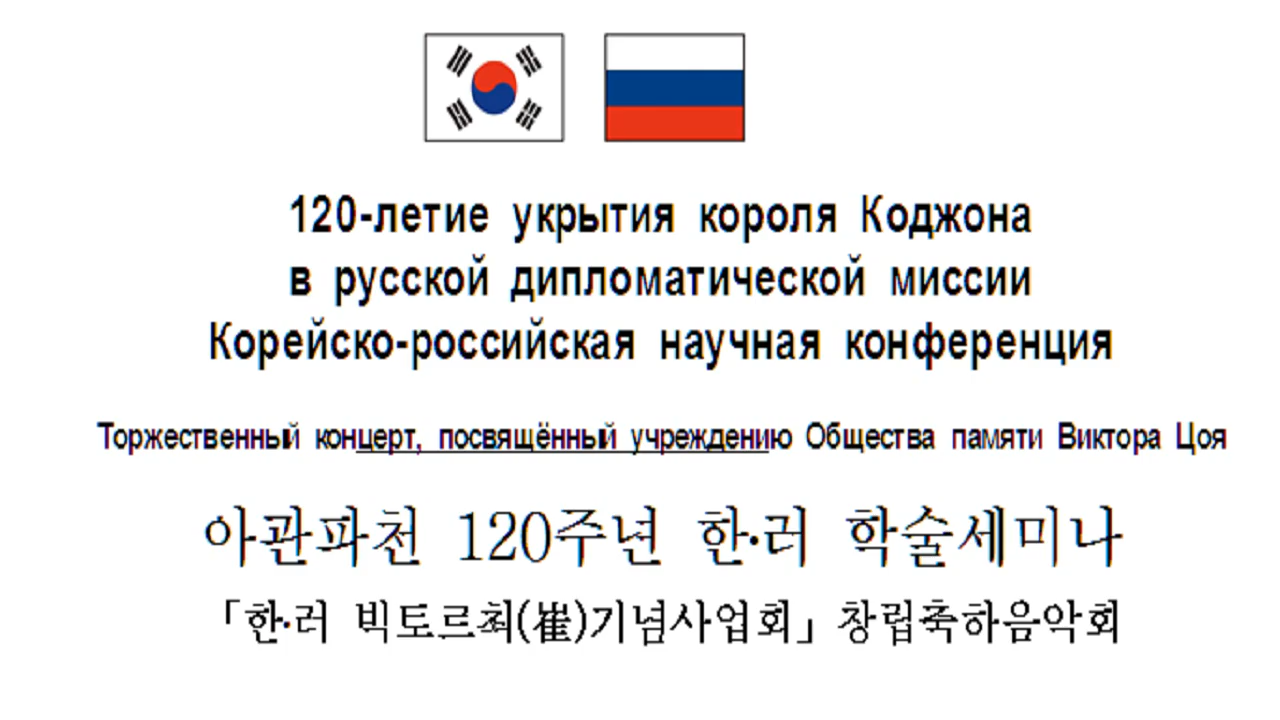 120-летие укрытия короля Коджона
в русской дипломатической миссии
Корейско-российская научная конференция
Торжественный концерт, посвящённый учреждению Общества памяти Виктора Цоя
아관파천 120주년 한·러 학술세미나
「한·러 빅토르최(崔)기념사업회」 창립축하음악회